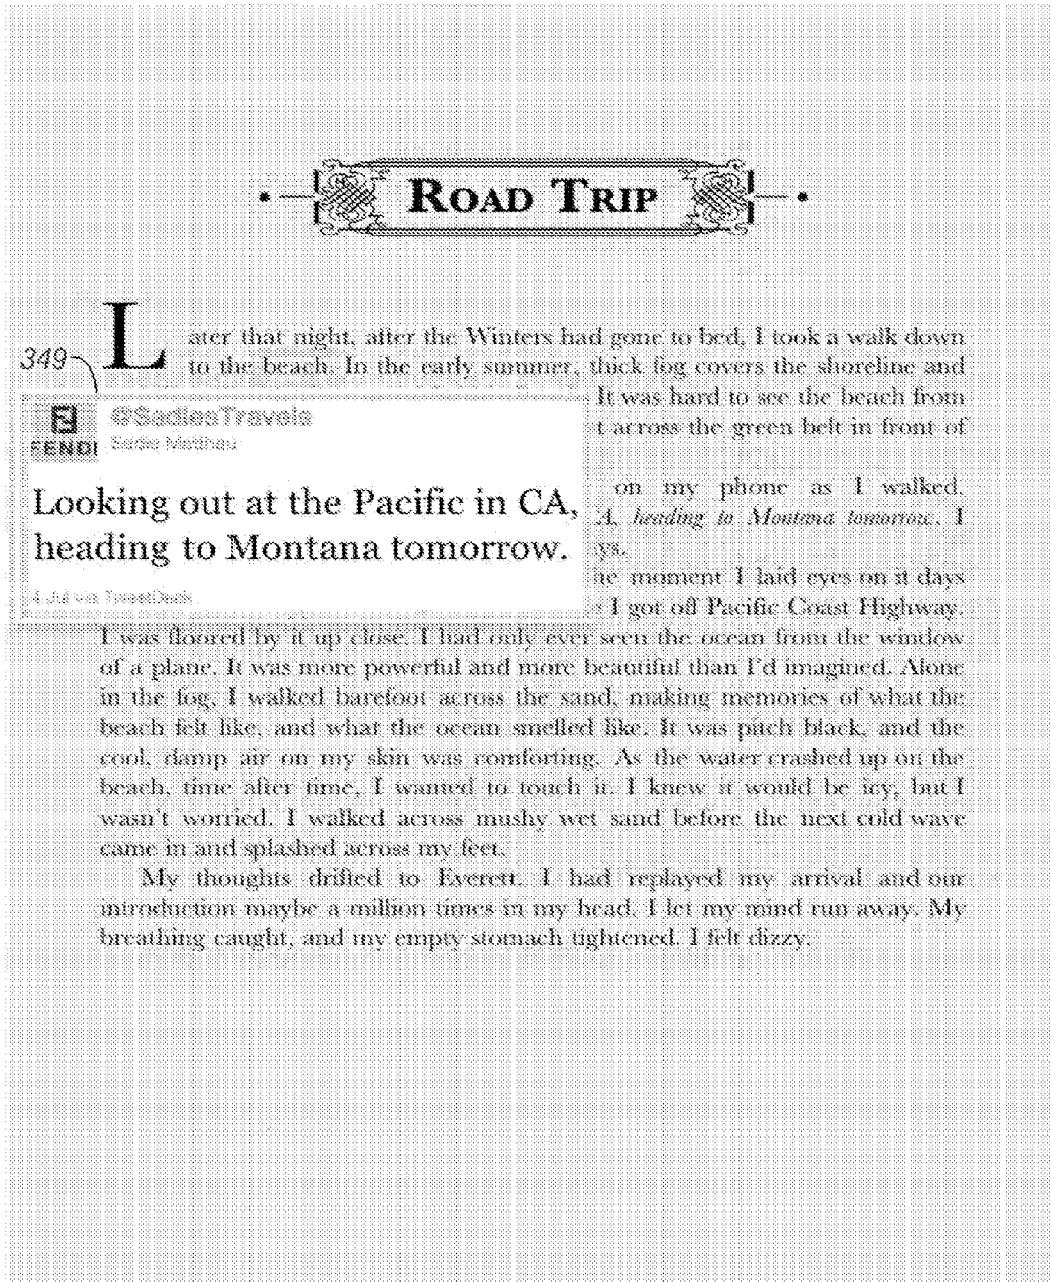 ROAD TRIP
Later that night, after the Winters had gone to bed, I took a walk down
to the beach. In the early summer, thick fog covers the shoreline and
349
It was hard to see the beach from
t across the green belt in front of
FENDI
@SadiesTravels
Sadie Matthau
on my phone as I walked.
A, heading to Montana tomorrow. I
ys.
Looking out at the Pacific in CA,
heading to Montana tomorrow.
4 Jul via TweetDeck
he moment I laid eyes on it days
I got off Pacific Coast Highway.
I was floored by it up close. I had only ever seen the ocean from the window
of a plane. It was more powerful and more beautiful than I'd imagined. Alone
in the fog, I walked barefoot across the sand, making memories of what the
beach felt like, and what the ocean smelled like. It was pitch black, and the
cool, damp air on my skin was comforting. As the water crashed up on the
beach, time after time, I wanted to touch it. I knew it would be icy, but I
wasn't worried. I walked across mushy wet sand before the next cold wave
came in and splashed across my feet.
My thoughts drifted to Everett. I had replayed my arrival and our
introduction maybe a million times in my head. I let my mind run away. My
breathing caught, and my empty stomach tightened. I felt dizzy.